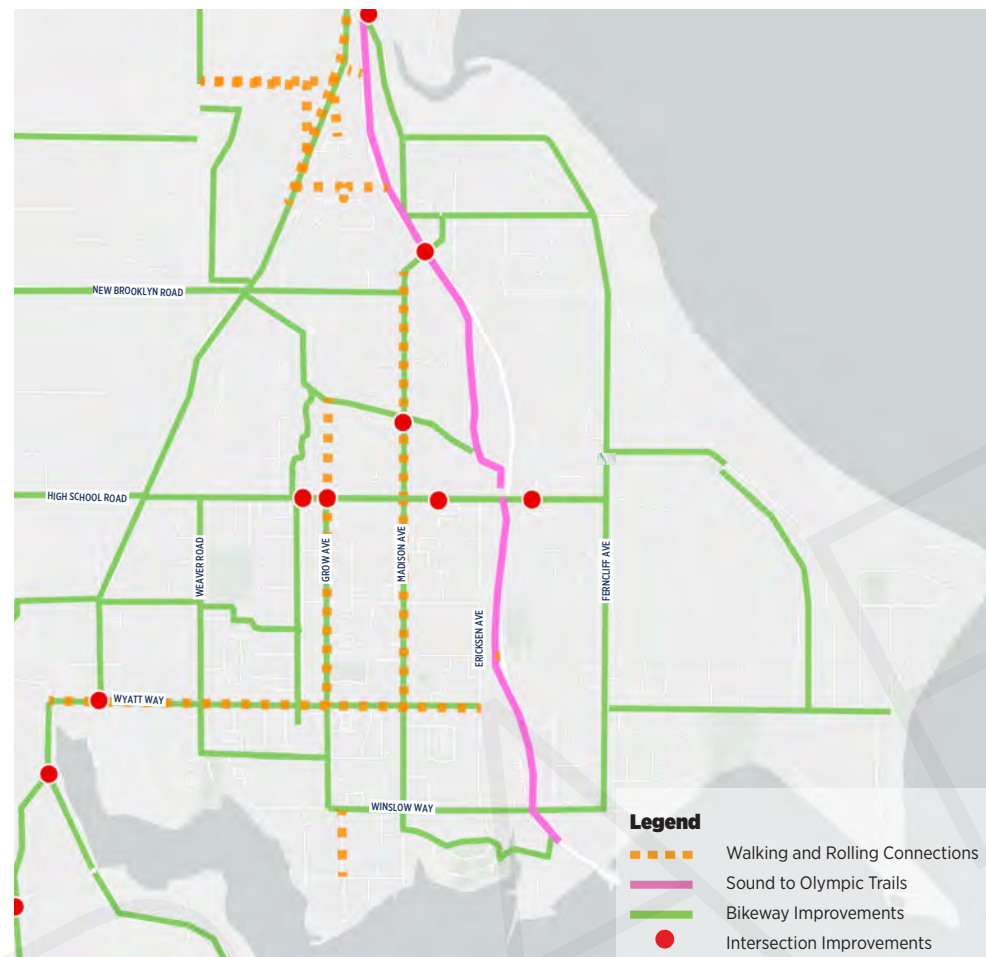 NEW BROOKLYN ROAD
HIGH SCHOOL ROAD
WEAVER ROAD
GROW AVE
MADISON AVE
FERNCLIFF AVE
ERICKSEN AVE
WYATT WAY
WINSLOW WAY
Legend
Walking and Rolling Connections
Sound to Olympic Trails
Bikeway Improvements
Intersection Improvements